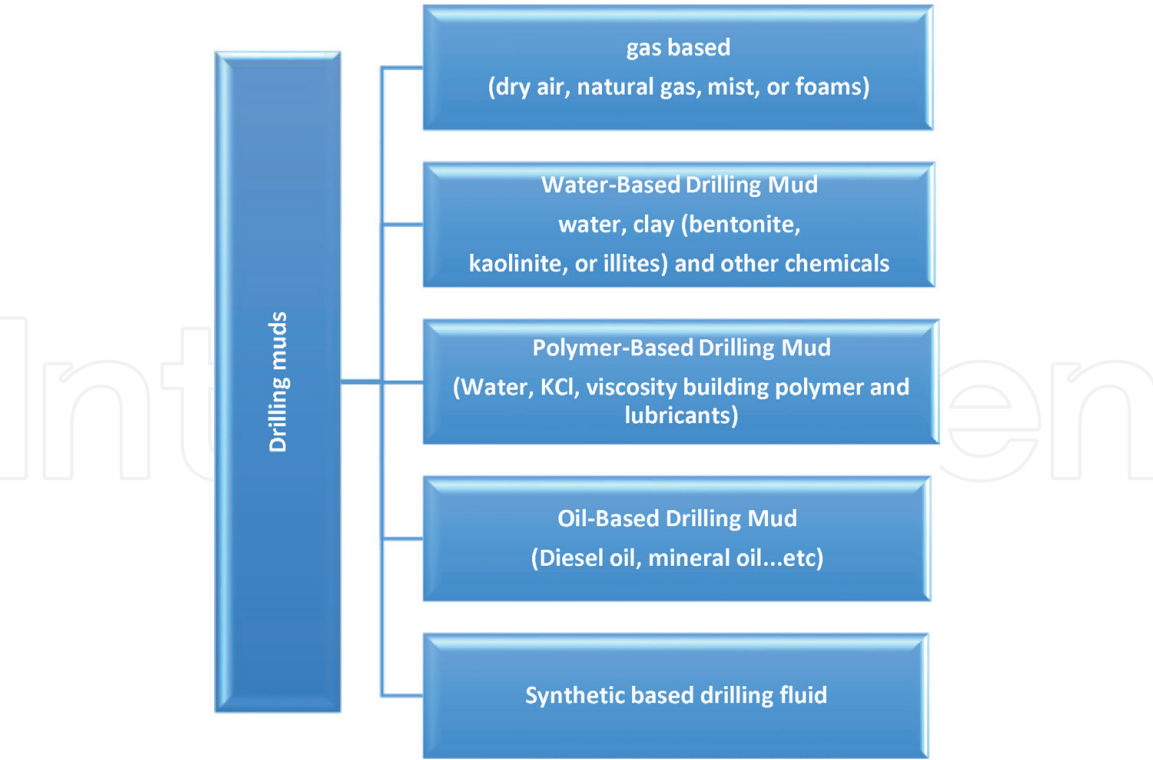 Drilling muds
gas based
(dry air, natural gas, mist, or foams)
Water-Based Drilling Mud
water, clay (bentonite,
kaolinite, or illites) and other chemicals
Polymer-Based Drilling Mud
(Water, KCl, viscosity building polymer and
lubricants)
Oil-Based Drilling Mud
(Diesel oil, mineral oil...etc)
Synthetic based drilling fluid
Int
en